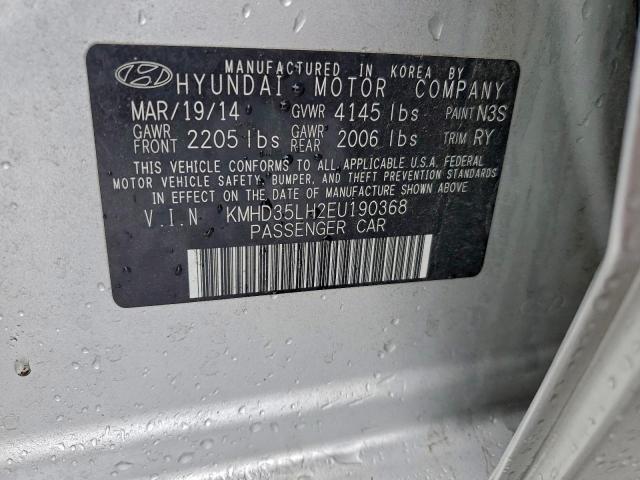 MANUFACTURED IN KOREA BY
HYUNDAI MOTOR COMPANY
MAR/19/14 GVWR 4145 lbs PAINT N3S
GAWR FRONT 2205 lbs GAWR REAR 2006 lbs TRIM RY
THIS VEHICLE CONFORMS TO ALL APPLICABLE U.S.A. FEDERAL
MOTOR VEHICLE SAFETY, BUMPER, AND THEFT PREVENTION STANDARDS
IN EFFECT ON THE DATE OF MANUFACTURE SHOWN ABOVE.
V.I.N KMHD35LH2EU190368
PASSENGER CAR